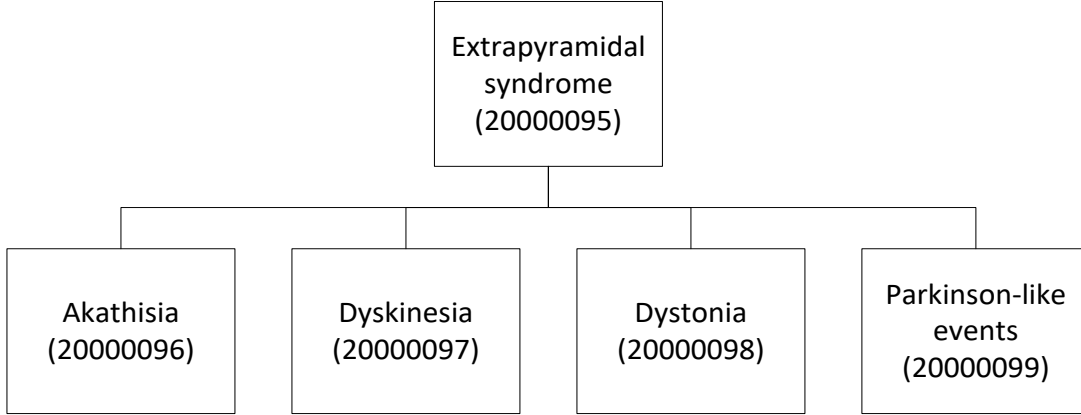 Extrapyramidal
syndrome
(20000095)
Akathisia
(20000096)
Dyskinesia
(20000097)
Dystonia
(20000098)
Parkinson-like
events
(20000099)